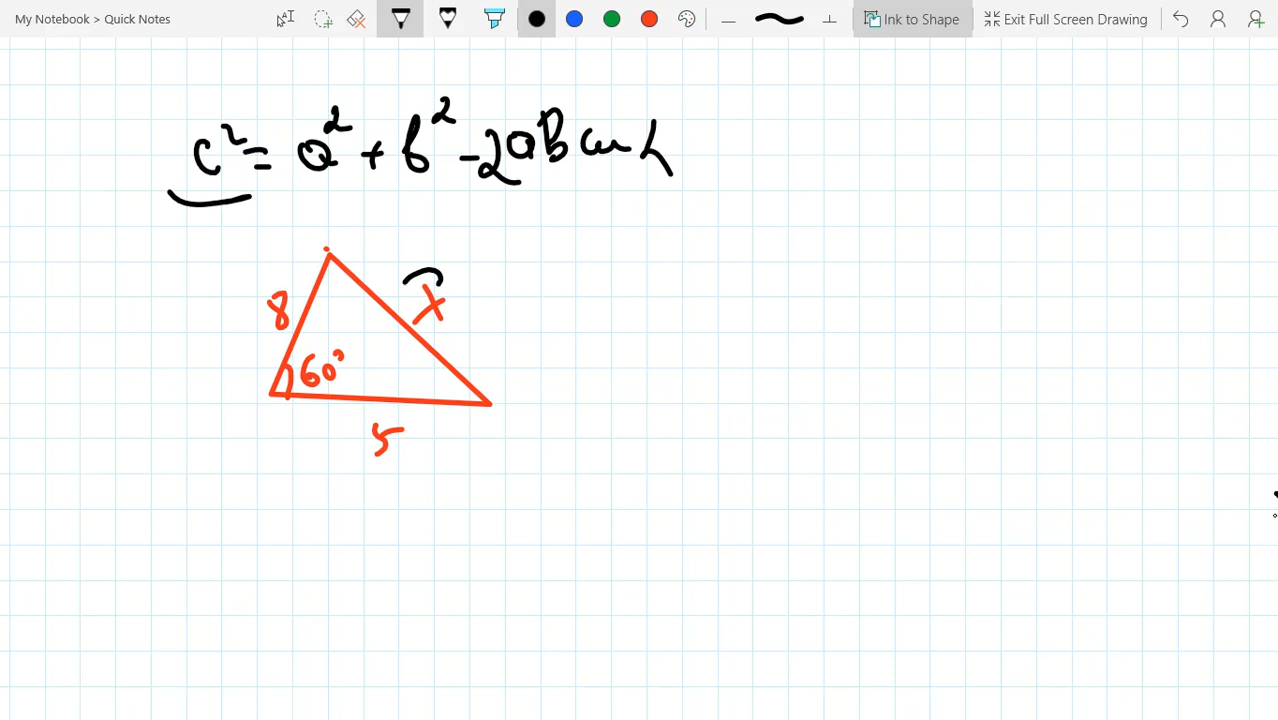 My Notebook > Quick Notes
Ink to Shape
Exit Full Screen Drawing
c² = a² + b² - 2ab cos
8
x
60°
5